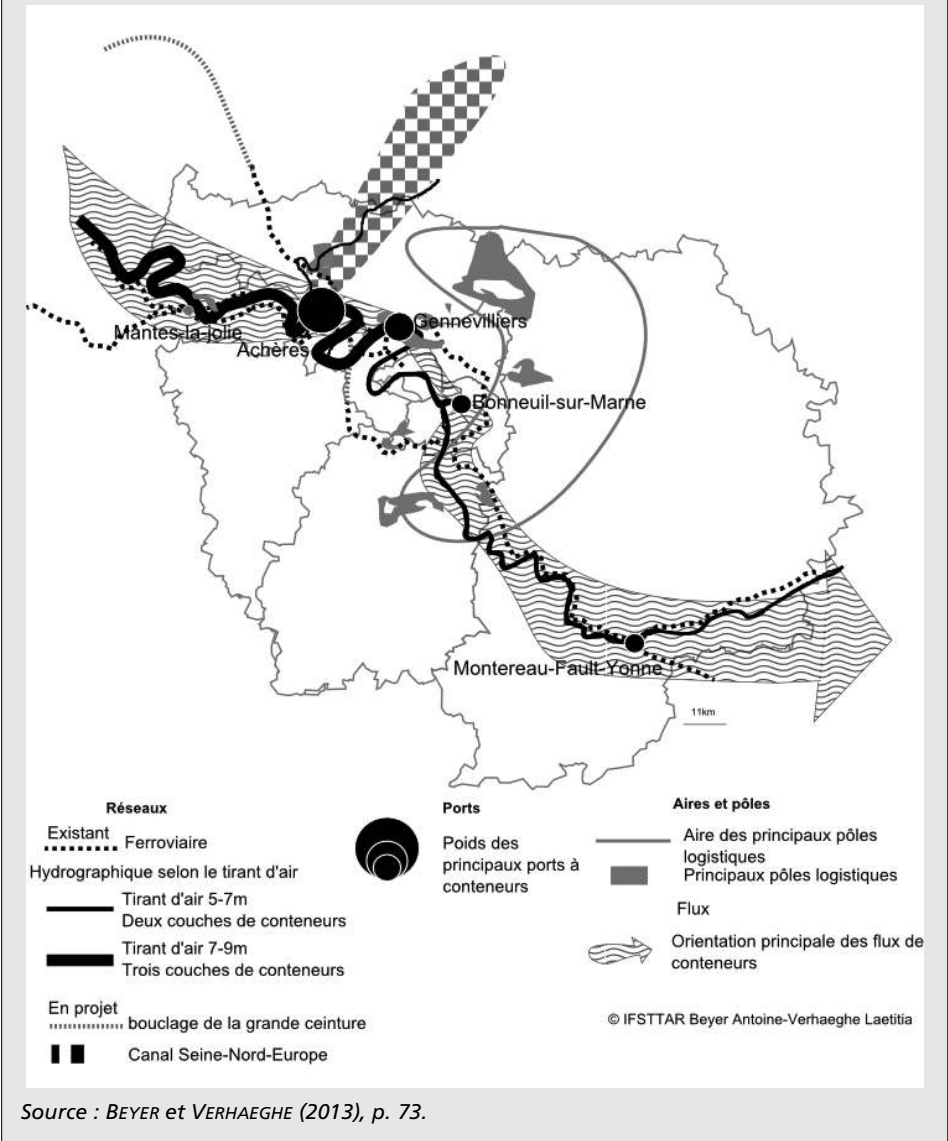 Mantes-la-jolie
Achères
Gennevilliers
Bonneuil-sur-Marne
Montereau-Fault-Yonne
11km
Réseaux
Existant
Ferroviaire
Hydrographique selon le tirant d'air
Tirant d'air 5-7m
Deux couches de conteneurs
Tirant d'air 7-9m
Trois couches de conteneurs
En projet
bouclage de la grande ceinture
Canal Seine-Nord-Europe
Ports
Poids des
principaux ports à
conteneurs
Aires et pôles
Aire des principaux pôles
logistiques
Principaux pôles logistiques
Flux
Orientation principale des flux de
conteneurs
© IFSTTAR Beyer Antoine-Verhaeghe Laetitia
Source : BEYER et VERHAEGHE (2013), p. 73.